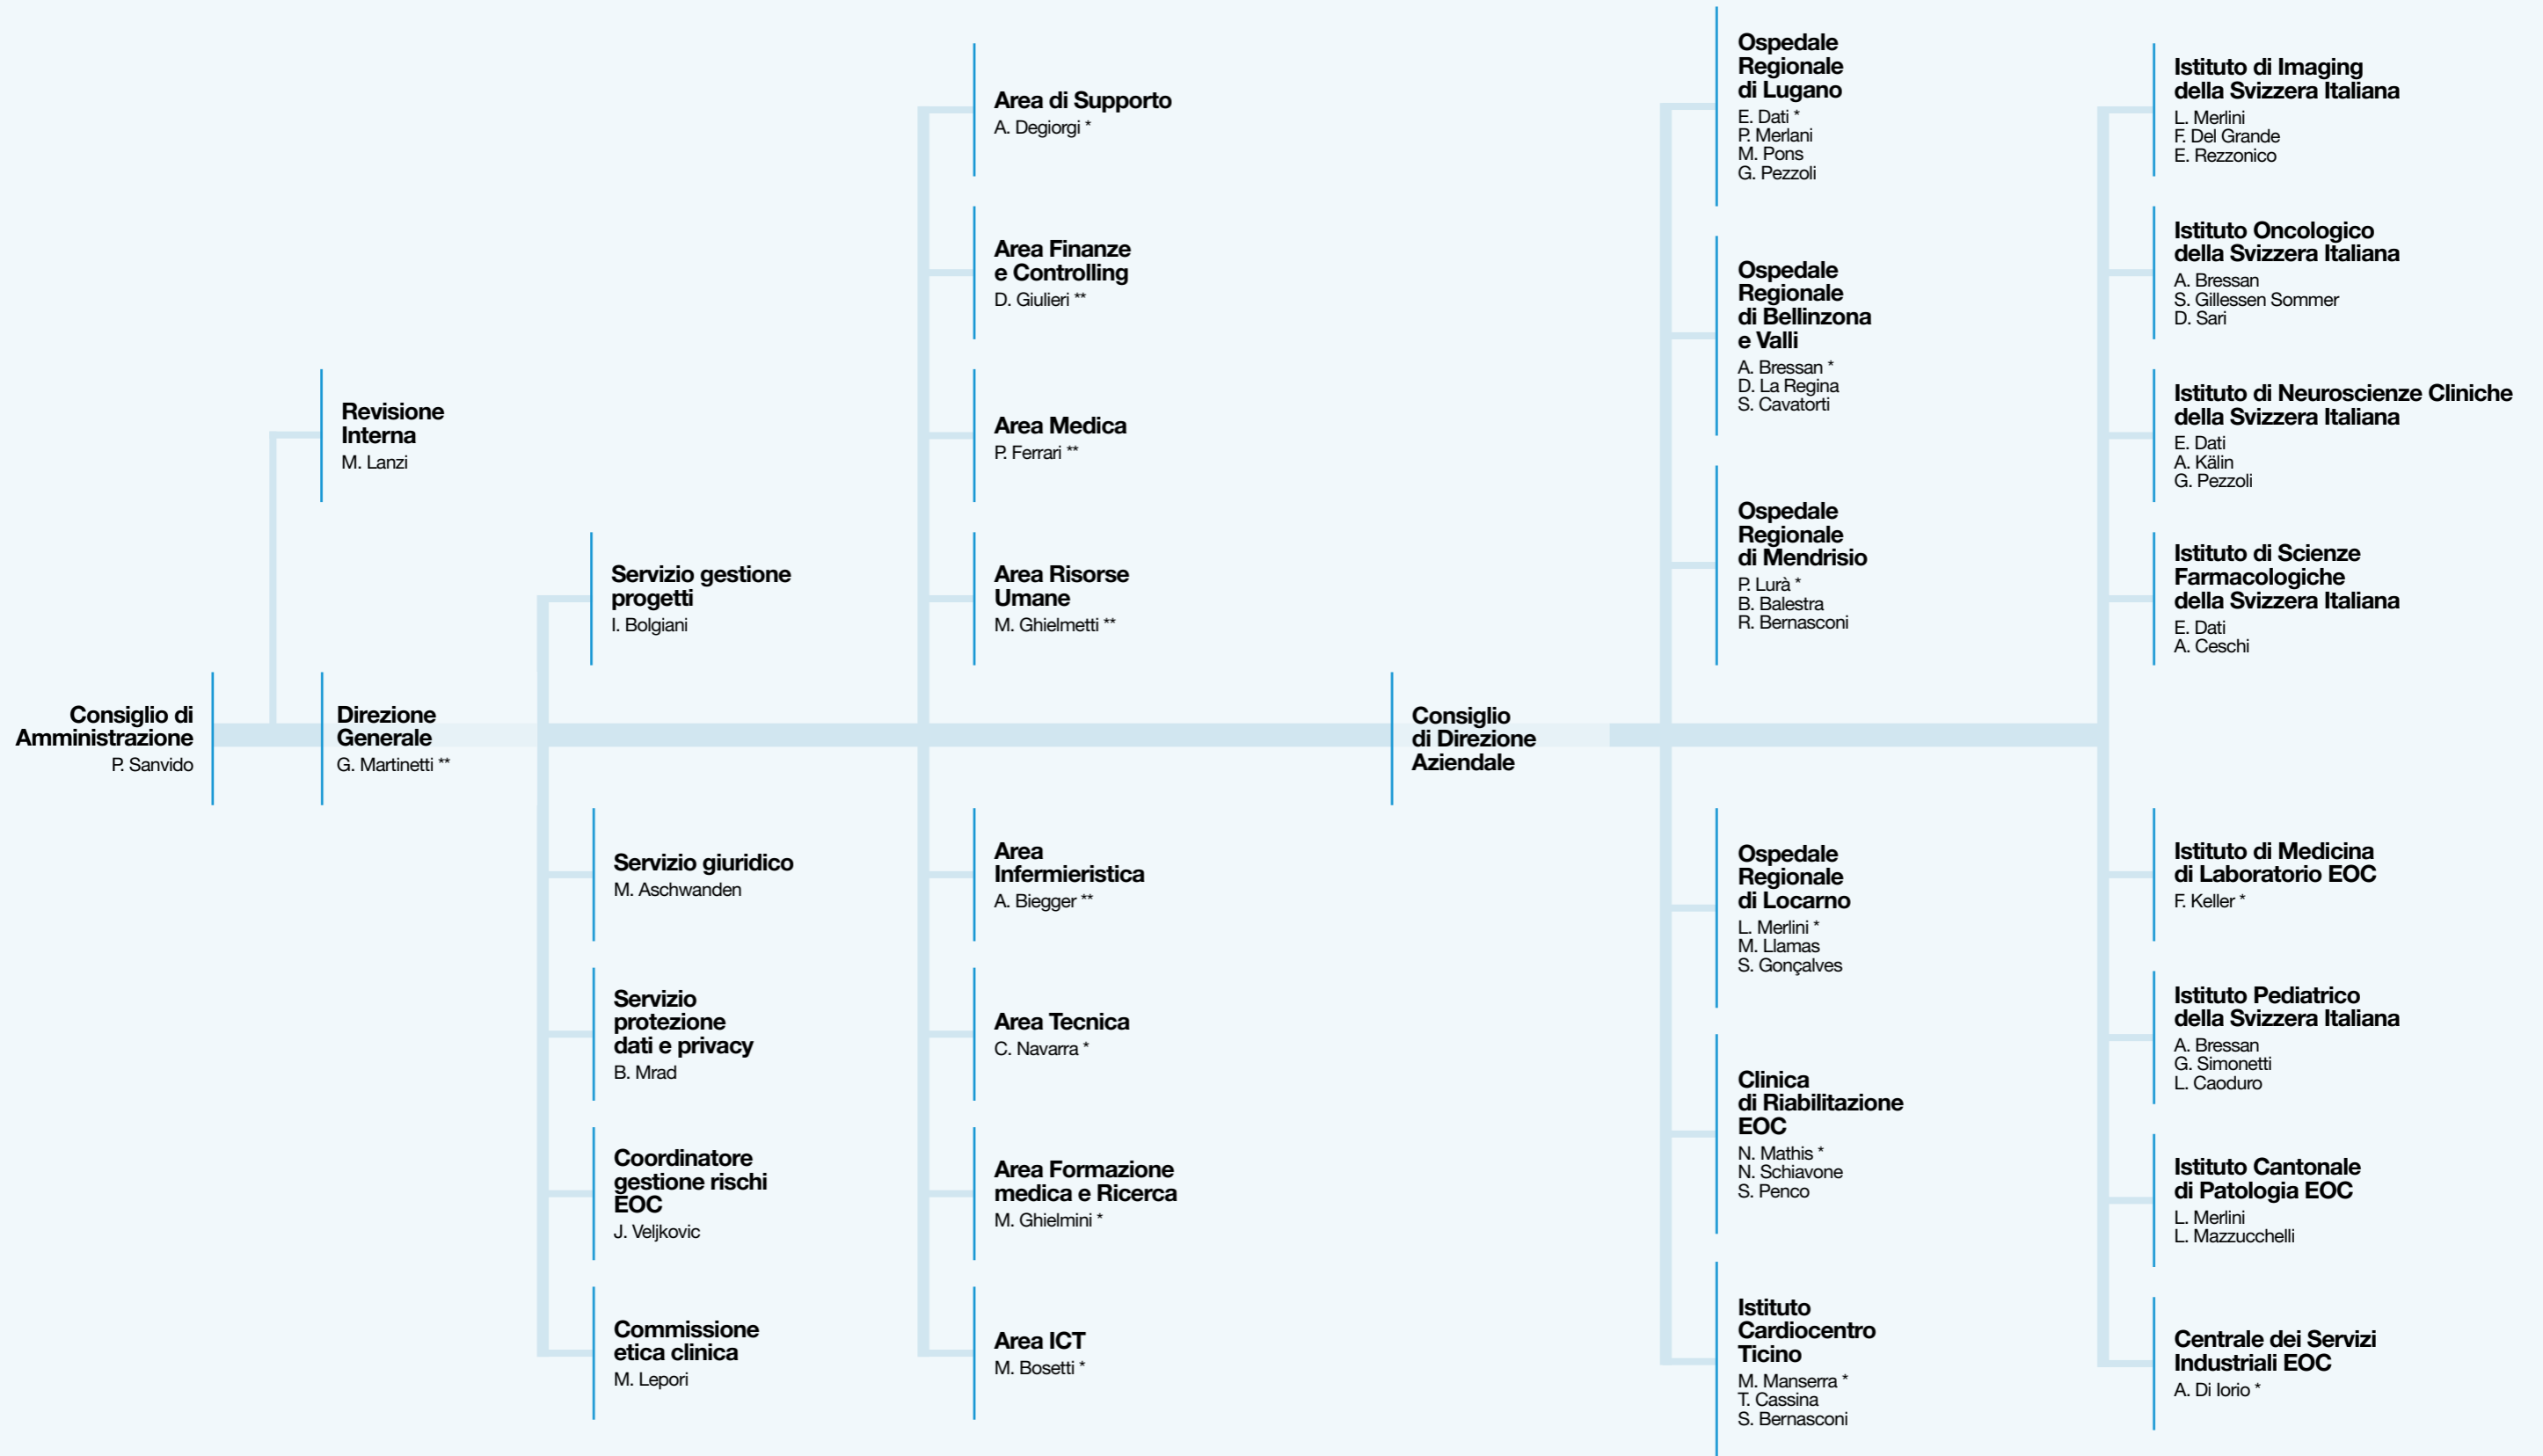 Consiglio di
Amministrazione
P. Sanvido
Revisione
Interna
M. Lanzi
Direzione
Generale
G. Martinetti **
Servizio gestione
progetti
I. Bolgiani
Servizio giuridico
M. Aschwanden
Servizio
protezione
dati e privacy
B. Mrad
Coordinatore
gestione rischi
EOC
J. Veljkovic
Commissione
etica clinica
M. Lepori
Area di Supporto
A. Degiorgi *
Area Finanze
e Controlling
D. Giulieri **
Area Medica
P. Ferrari **
Area Risorse
Umane
M. Ghielmetti **
Area
Infermieristica
A. Biegger **
Area Tecnica
C. Navarra *
Area Formazione
medica e Ricerca
M. Ghielmini *
Area ICT
M. Bosetti *
Consiglio
di Direzione
Aziendale
Ospedale
Regionale
di Lugano
E. Dati *
P. Merlani
M. Pons
G. Pezzoli
Ospedale
Regionale
di Bellinzona
e Valli
A. Bressan *
D. La Regina
S. Cavatorti
Ospedale
Regionale
di Mendrisio
P. Lurà *
B. Balestra
R. Bernasconi
Ospedale
Regionale
di Locarno
L. Merlini *
M. Llamas
S. Gonçalves
Clinica
di Riabilitazione
EOC
N. Mathis *
N. Schiavone
S. Penco
Istituto
Cardiocentro
Ticino
M. Manserra *
T. Cassina
S. Bernasconi
Istituto di Imaging
della Svizzera Italiana
L. Merlini
F. Del Grande
E. Rezzonico
Istituto Oncologico
della Svizzera Italiana
A. Bressan
S. Gillessen Sommer
D. Sari
Istituto di Neuroscienze Cliniche
della Svizzera Italiana
E. Dati
A. Kälin
G. Pezzoli
Istituto di Scienze
Farmacologiche
della Svizzera Italiana
E. Dati
A. Ceschi
Istituto di Medicina
di Laboratorio EOC
F. Keller *
Istituto Pediatrico
della Svizzera Italiana
A. Bressan
G. Simonetti
L. Caoduro
Istituto Cantonale
di Patologia EOC
L. Merlini
L. Mazzucchelli
Centrale dei Servizi
Industriali EOC
A. Di Iorio *